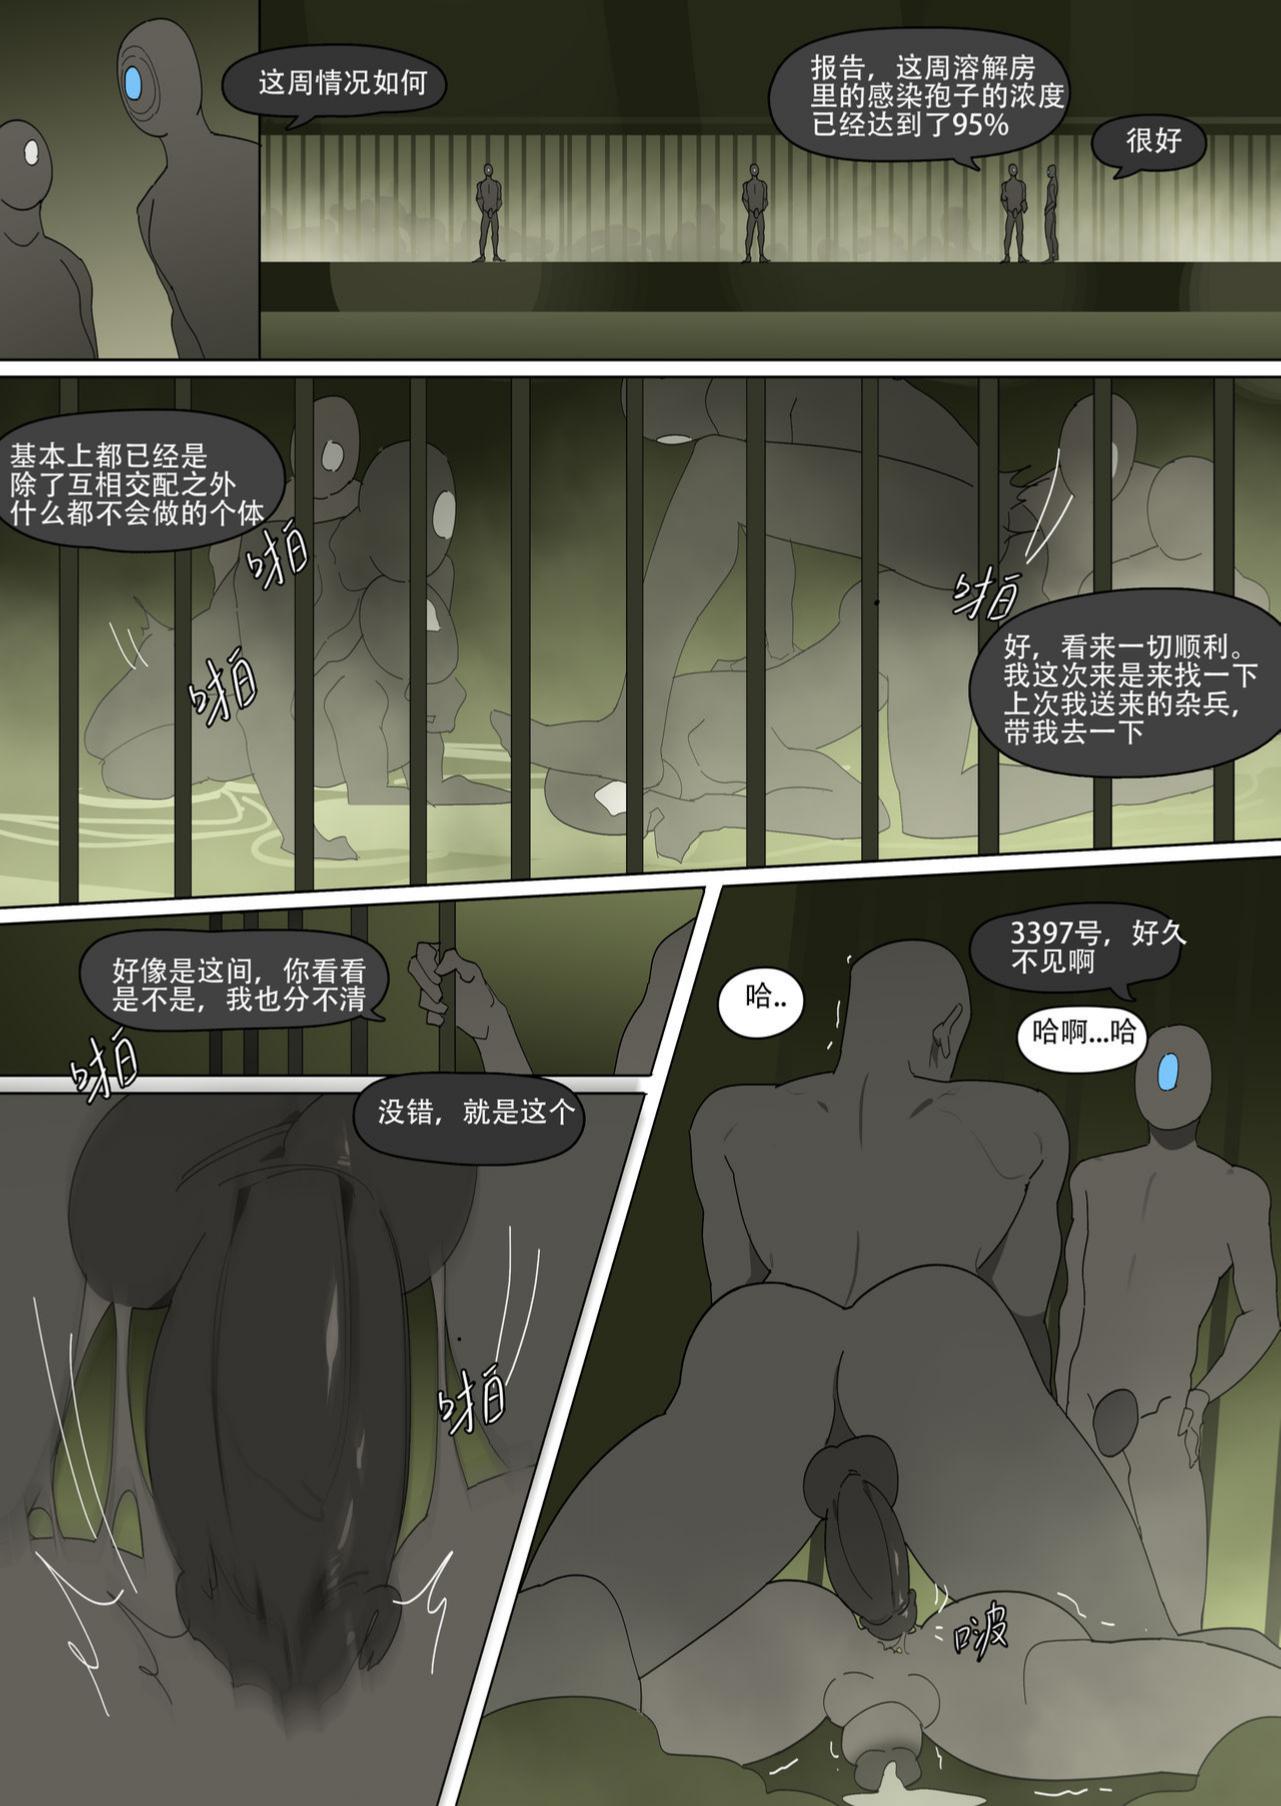 这周情况如何
报告，这周溶解房
里的感染孢子的浓度
已经达到了95%
很好
基本上都已经是
除了互相交配之外
什么都不会做的个体
啪
啪
啪
好，看来一切顺利。
我这次来是来找一下
上次我送来的杂兵，
带我去一下
好像是这间，你看看
是不是，我也分不清
啪
没错，就是这个
啪
3397号，好久
不见啊
哈..
哈啊...哈
啵